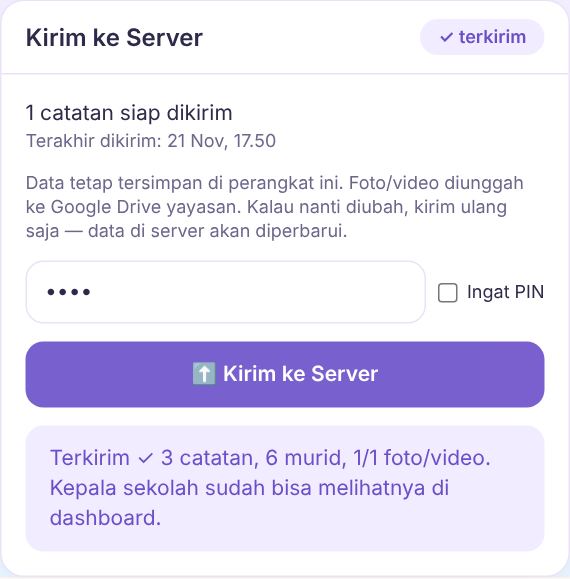 Kirim ke Server
✓ terkirim
1 catatan siap dikirim
Terakhir dikirim: 21 Nov, 17.50
Data tetap tersimpan di perangkat ini. Foto/video diunggah
ke Google Drive yayasan. Kalau nanti diubah, kirim ulang
saja — data di server akan diperbarui.
••••
Ingat PIN
⬆️ Kirim ke Server
Terkirim ✓ 3 catatan, 6 murid, 1/1 foto/video.
Kepala sekolah sudah bisa melihatnya di
dashboard.